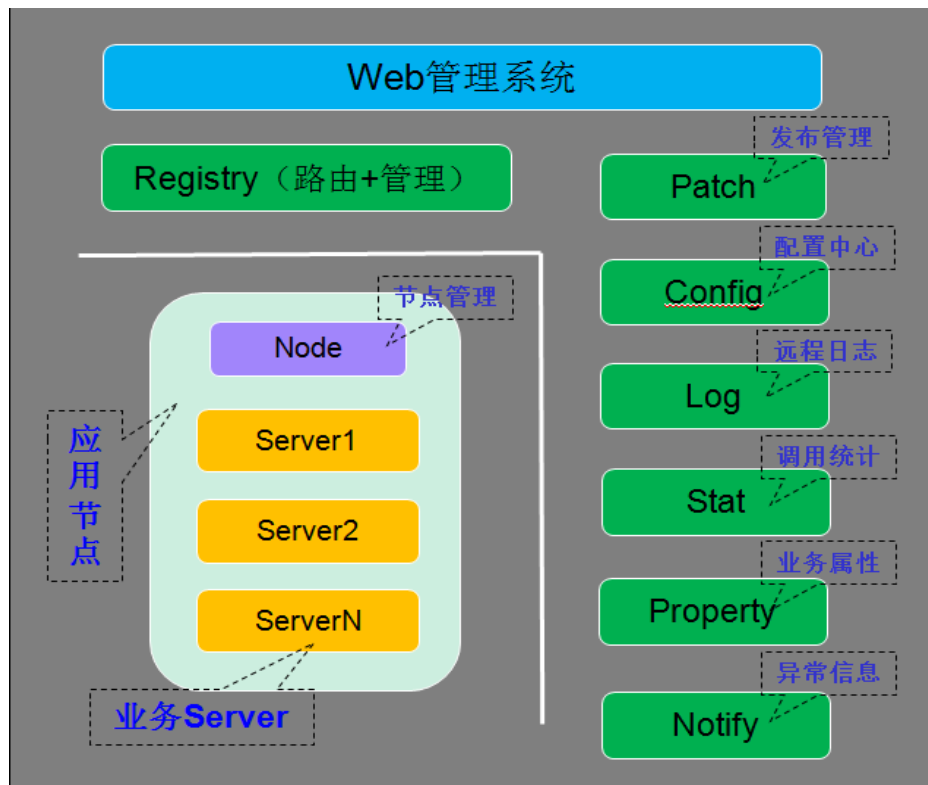 Web管理系统
Registry（路由+管理）
发布管理
Patch
配置中心
Config
远程日志
Log
调用统计
Stat
业务属性
Property
异常信息
Notify
节点管理
Node
应
用
节
点
Server1
Server2
ServerN
业务Server